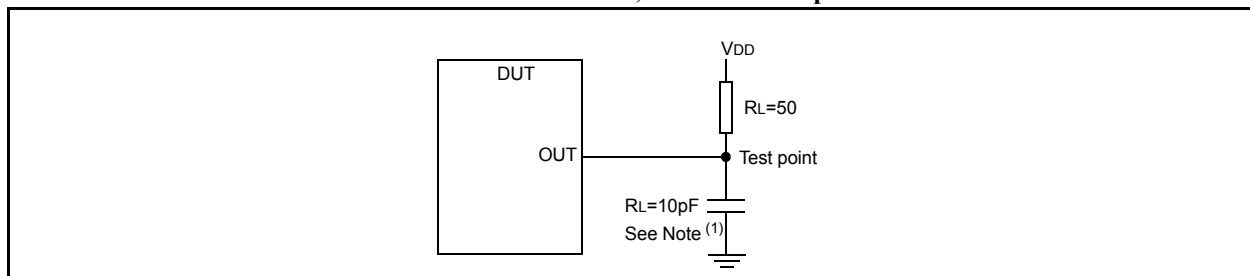 VDD
DUT
RL=50
OUT
Test point
RL=10pF
See Note (1)